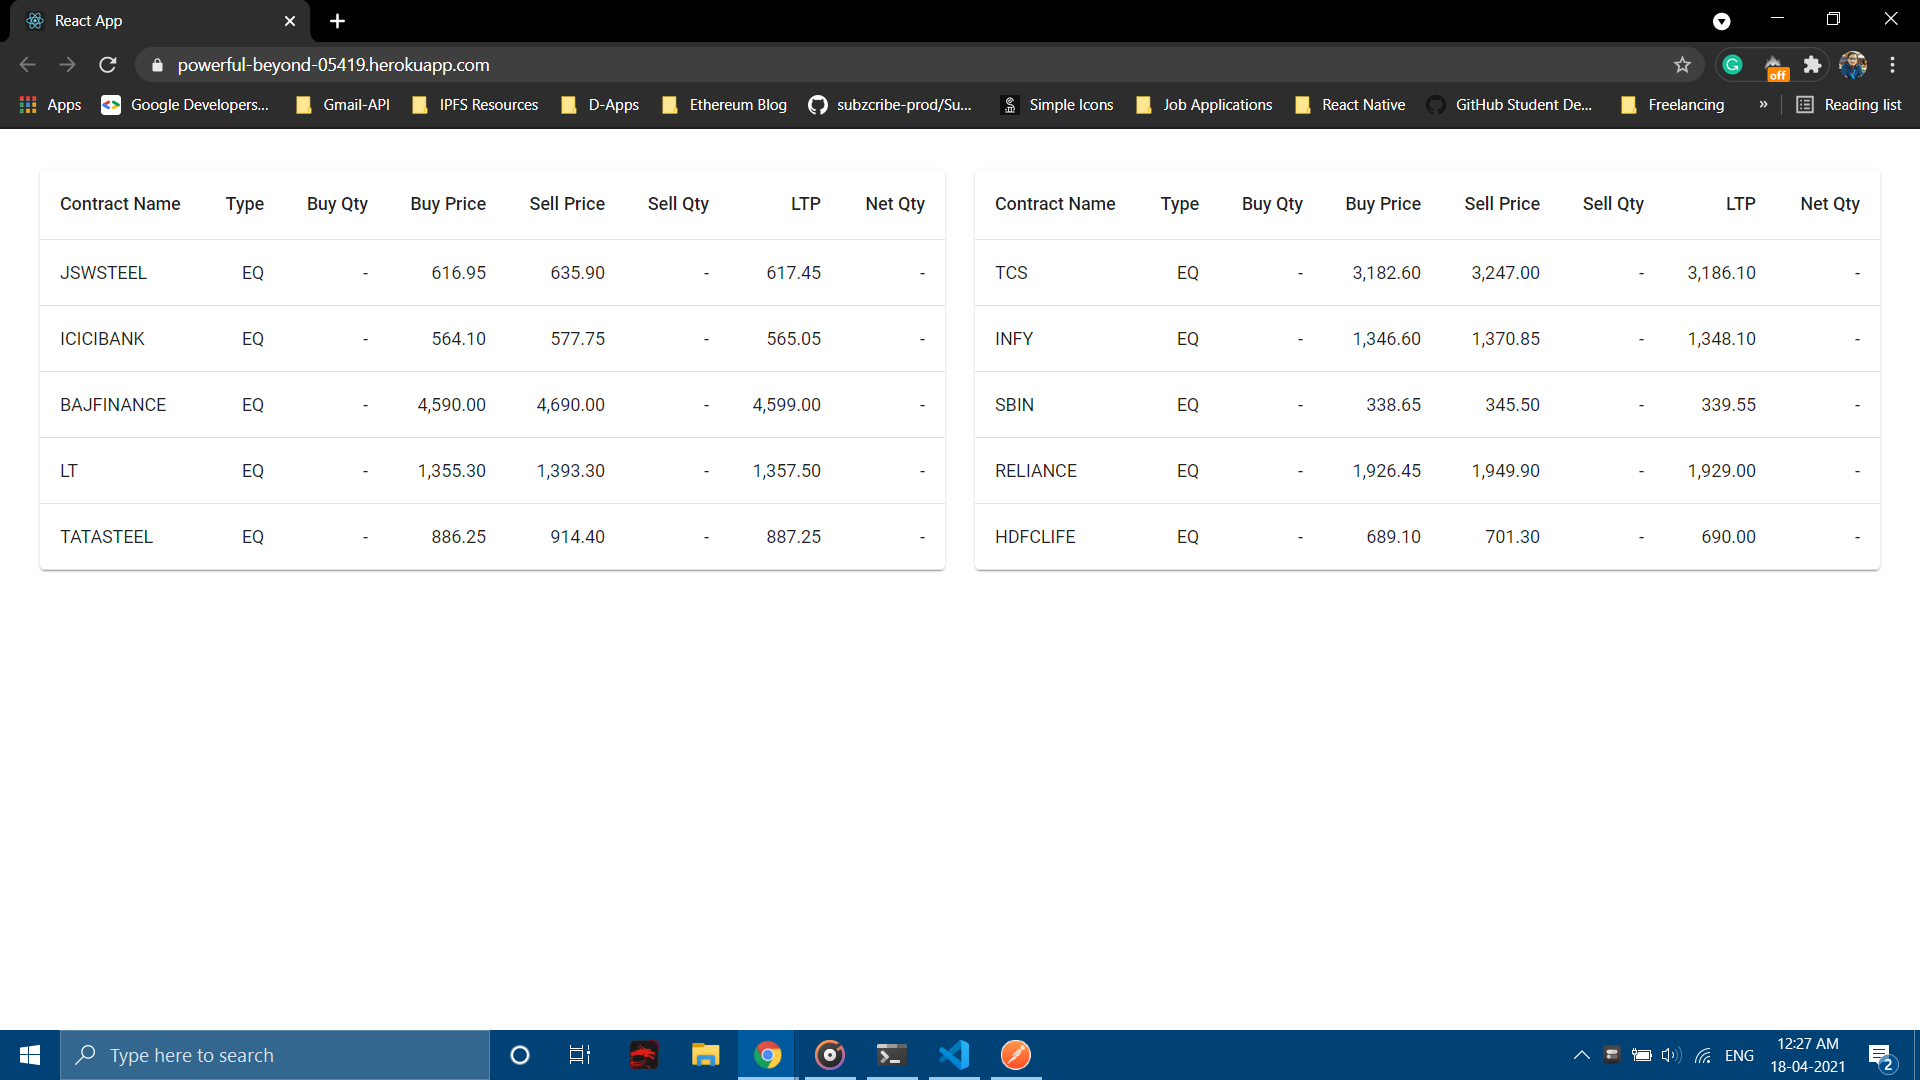 React App
powerful-beyond-05419.herokuapp.com
off
Apps Google Developers... Gmail-API IPFS Resources D-Apps Ethereum Blog subzcribe-prod/Su... Simple Icons Job Applications React Native GitHub Student De... Freelancing » Reading list
Contract Name Type Buy Qty Buy Price Sell Price Sell Qty LTP Net Qty
JSWSTEEL EQ - 616.95 635.90 - 617.45 -
ICICIBANK EQ - 564.10 577.75 - 565.05 -
BAJFINANCE EQ - 4,590.00 4,690.00 - 4,599.00 -
LT EQ - 1,355.30 1,393.30 - 1,357.50 -
TATASTEEL EQ - 886.25 914.40 - 887.25 -
Contract Name Type Buy Qty Buy Price Sell Price Sell Qty LTP Net Qty
TCS EQ - 3,182.60 3,247.00 - 3,186.10 -
INFY EQ - 1,346.60 1,370.85 - 1,348.10 -
SBIN EQ - 338.65 345.50 - 339.55 -
RELIANCE EQ - 1,926.45 1,949.90 - 1,929.00 -
HDFCLIFE EQ - 689.10 701.30 - 690.00 -
Type here to search
ENG
12:27 AM
18-04-2021
2